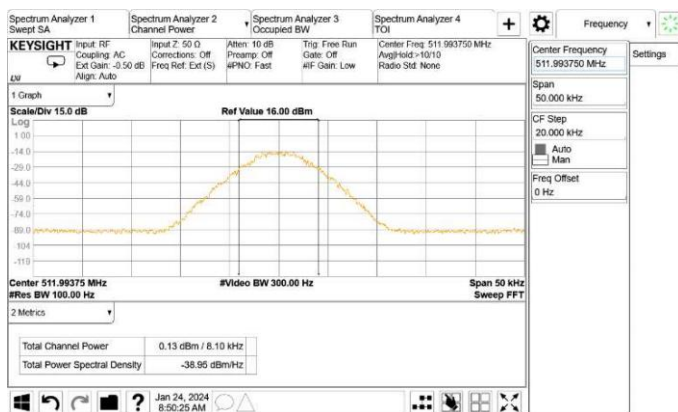 Spectrum Analyzer 1
Swept SA
Spectrum Analyzer 2
Channel Power
Spectrum Analyzer 3
Occupied BW
Spectrum Analyzer 4
TOI
+
Frequency
KEYSIGHT
Input: RF
Coupling: AC
Ext Gain: -0.50 dB
Align: Auto
Input Z: 50 Ω
Corrections: Off
Freq Ref: Ext (S)
Atten: 10 dB
Preamp: Off
#PNO: Fast
Trig: Free Run
Gate: Off
#IF Gain: Low
Center Freq: 511.993750 MHz
Avg|Hold:>10/10
Radio Std: None
1 Graph
Scale/Div 15.0 dB
Ref Value 16.00 dBm
Log
1.00
-14.0
-29.0
-44.0
-59.0
-74.0
-89.0
-104
-119
Center 511.99375 MHz
#Video BW 300.00 Hz
Span 50 kHz
#Res BW 100.00 Hz
Sweep FFT
2 Metrics
Total Channel Power 0.13 dBm / 8.10 kHz
Total Power Spectral Density -38.95 dBm/Hz
Center Frequency
511.993750 MHz
Settings
Span
50.000 kHz
CF Step
20.000 kHz
Auto
Man
Freq Offset
0 Hz
?
Jan 24, 2024
8:50:25 AM